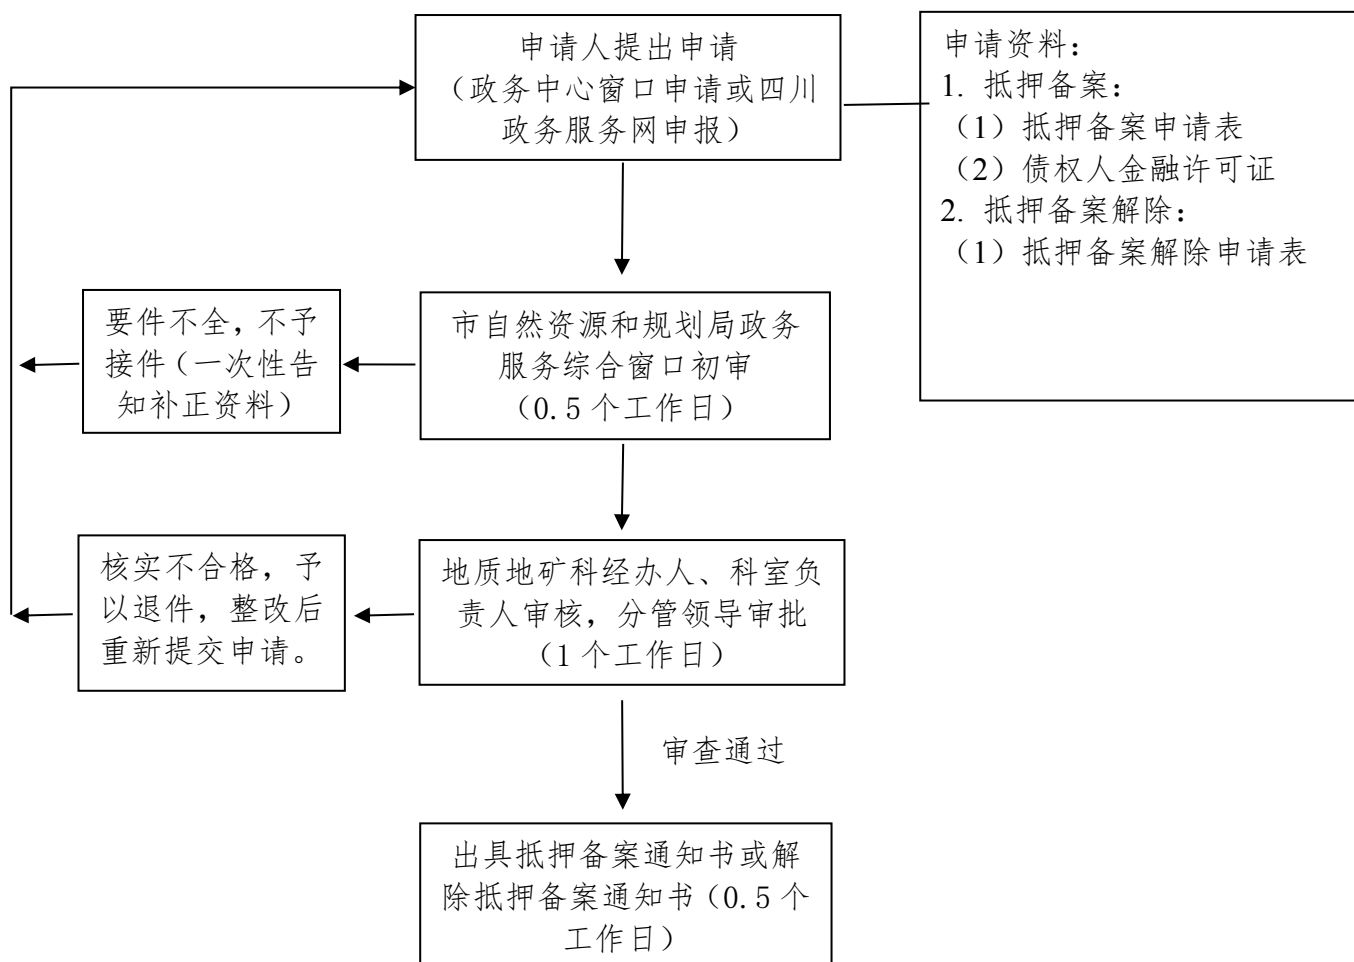 申请人提出申请
（政务中心窗口申请或四川
政务服务网申报）
申请资料：
1. 抵押备案：
（1）抵押备案申请表
（2）债权人金融许可证
2. 抵押备案解除：
（1）抵押备案解除申请表
要件不全，不予
接件（一次性告
知补正资料）
市自然资源和规划局政务
服务综合窗口初审
（0.5 个工作日）
核实不合格，予
以退件，整改后
重新提交申请。
地质地矿科经办人、科室负
责人审核，分管领导审批
（1 个工作日）
审查通过
出具抵押备案通知书或解
除抵押备案通知书（0.5 个
工作日）